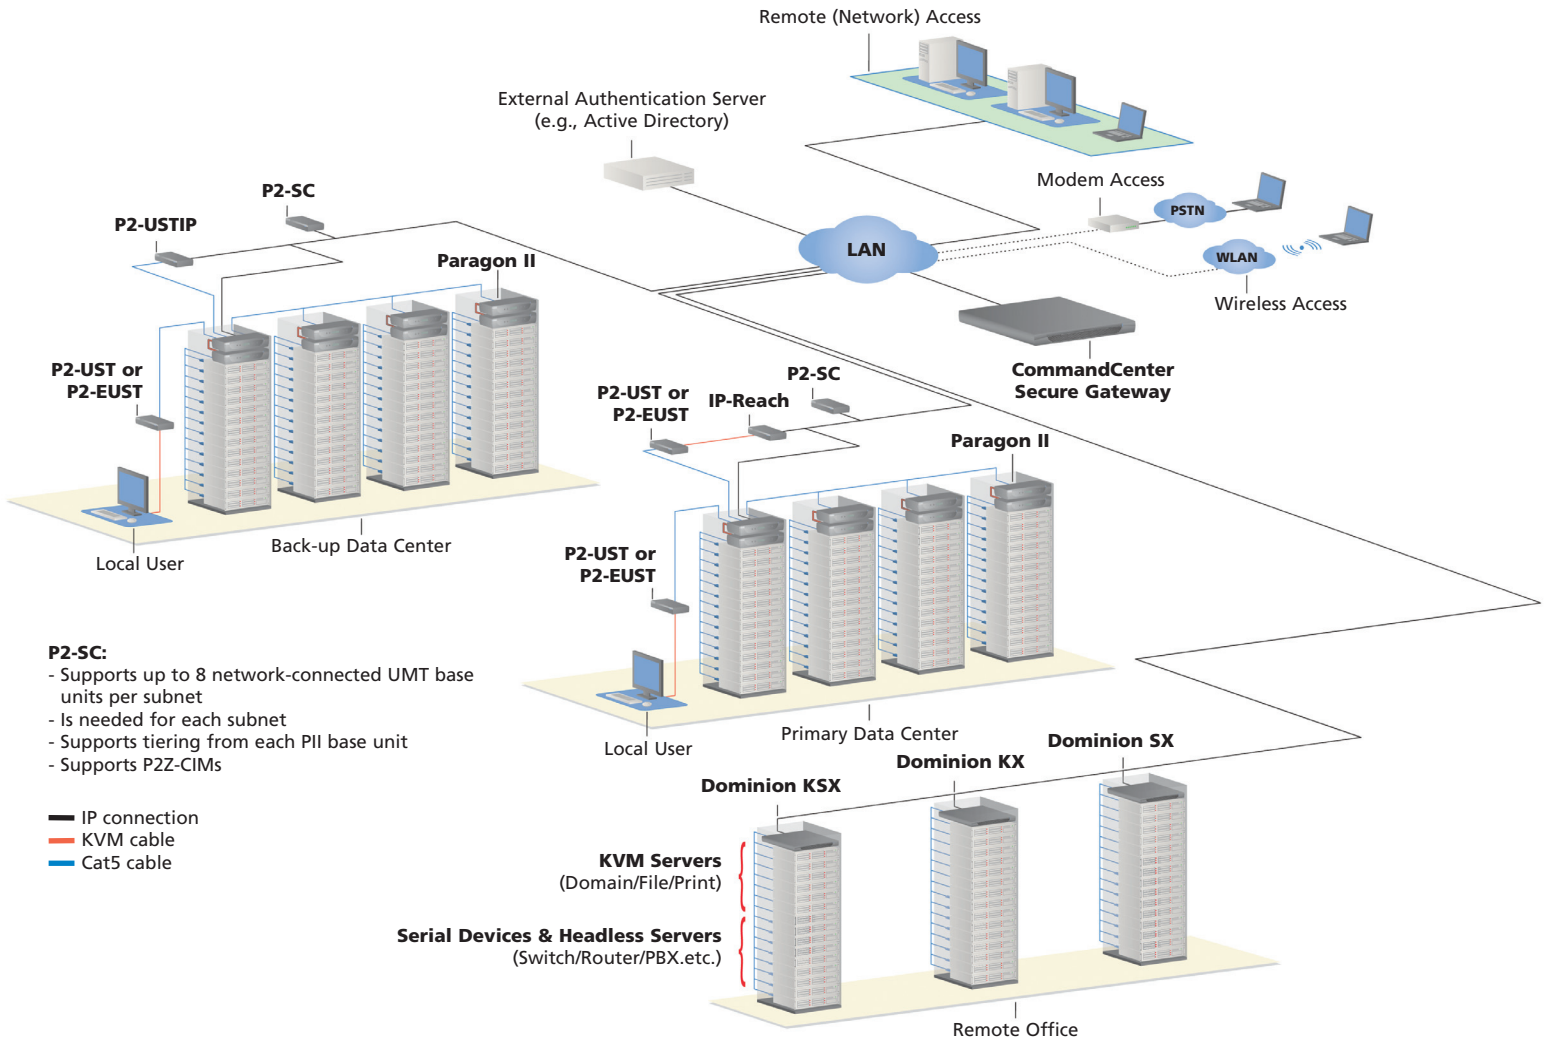 Remote (Network) Access
External Authentication Server
(e.g., Active Directory)
Modem Access
PSTN
P2-SC
P2-USTIP
LAN
WLAN
Wireless Access
Paragon II
CommandCenter
Secure Gateway
P2-UST or
P2-EUST
P2-SC
P2-UST or
P2-EUST
IP-Reach
Paragon II
Back-up Data Center
Local User
P2-UST or
P2-EUST
P2-SC:
- Supports up to 8 network-connected UMT base
units per subnet
- Is needed for each subnet
- Supports tiering from each PII base unit
- Supports P2Z-CIMs
Primary Data Center
Local User
Dominion SX
Dominion KX
Dominion KSX
IP connection
KVM cable
Cat5 cable
KVM Servers
(Domain/File/Print)
Serial Devices & Headless Servers
(Switch/Router/PBX.etc.)
Remote Office